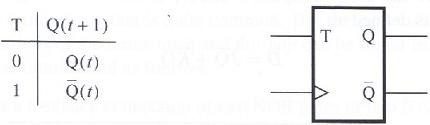 T Q(t + 1)
0 Q(t)
1 Q̅(t)
T Q
Q̅